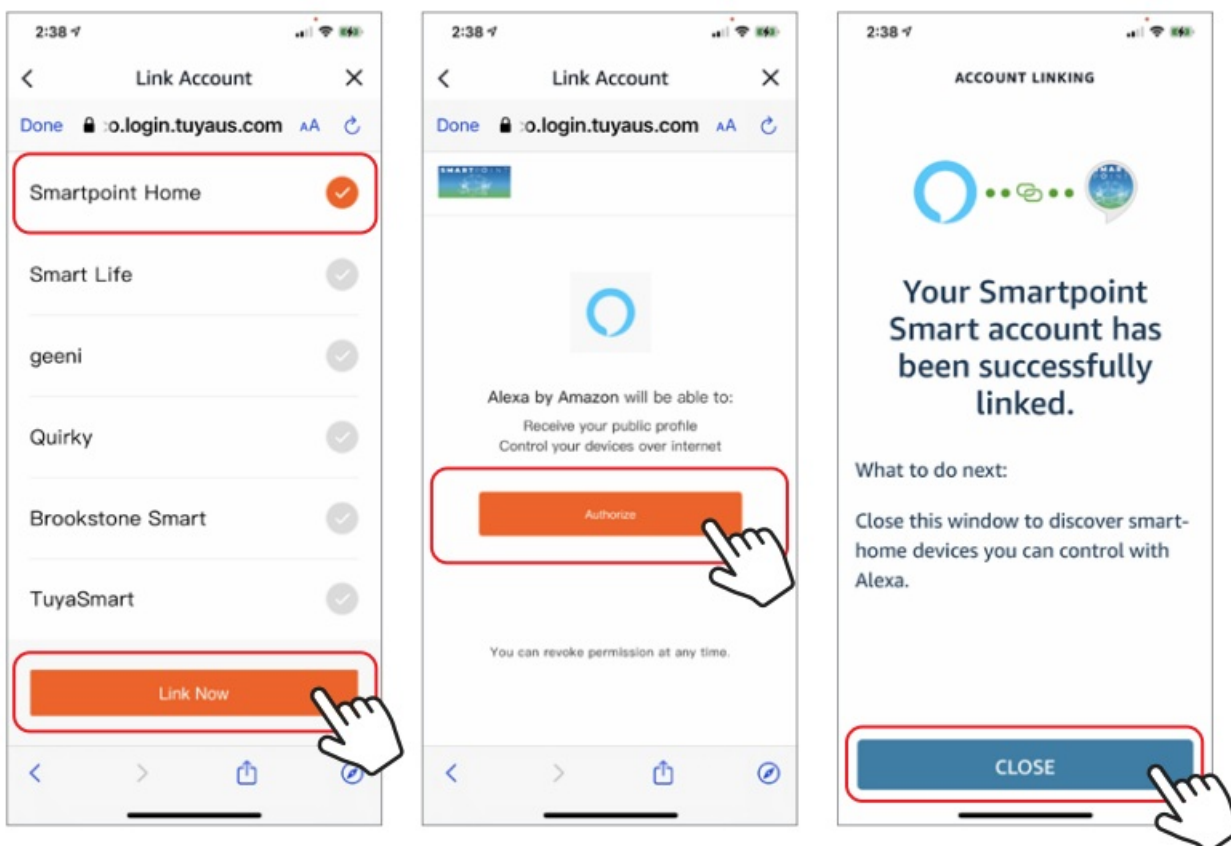 2:38
Link Account
Done :o.login.tuyaus.com AA
Smartpoint Home
Smart Life
geeni
Quirky
Brookstone Smart
TuyaSmart
Link Now
2:38
Link Account
Done :o.login.tuyaus.com AA
SMARTPOINT
Alexa by Amazon will be able to:
Receive your public profile
Control your devices over internet
Authorize
You can revoke permission at any time.
2:38
ACCOUNT LINKING
Your Smartpoint
Smart account has
been successfully
linked.
What to do next:
Close this window to discover smart-
home devices you can control with
Alexa.
CLOSE